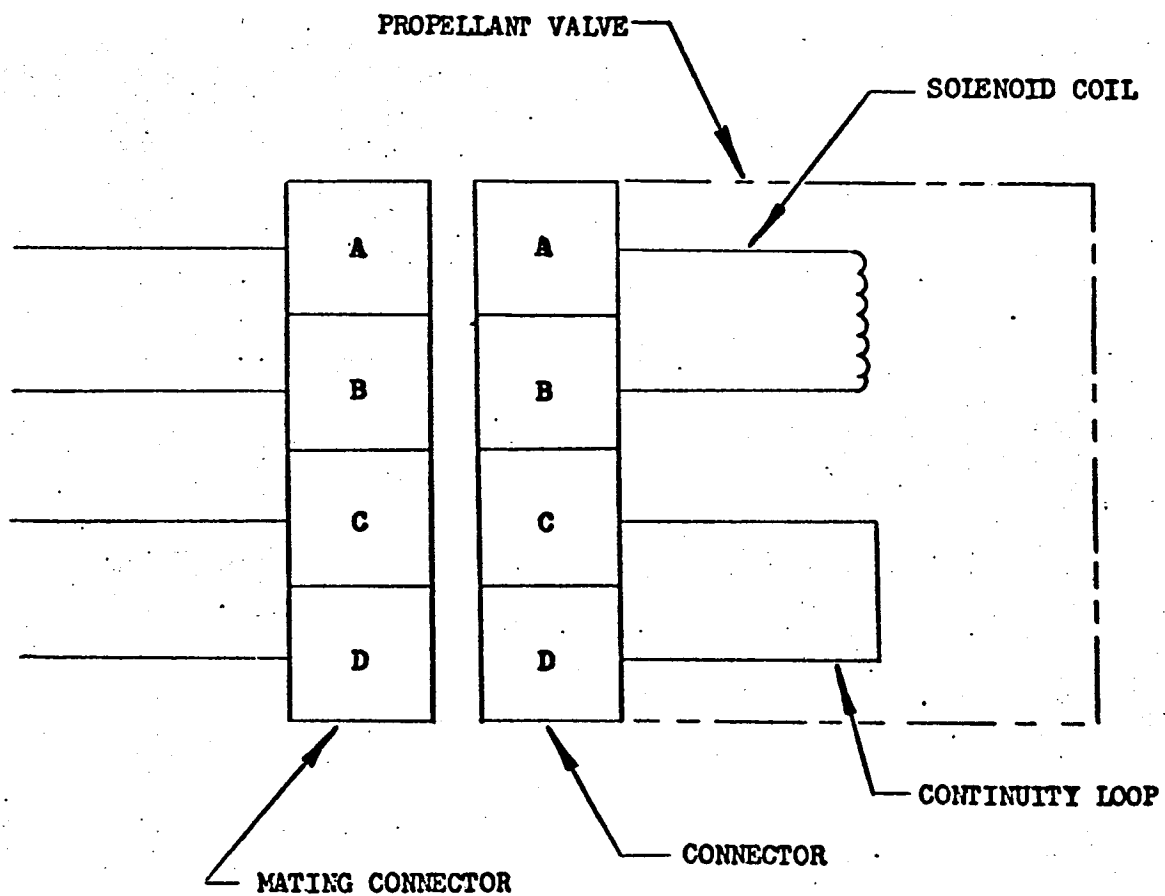 PROPELLANT VALVE
SOLENOID COIL
A
A
B
B
C
C
D
D
CONTINUITY LOOP
CONNECTOR
MATING CONNECTOR